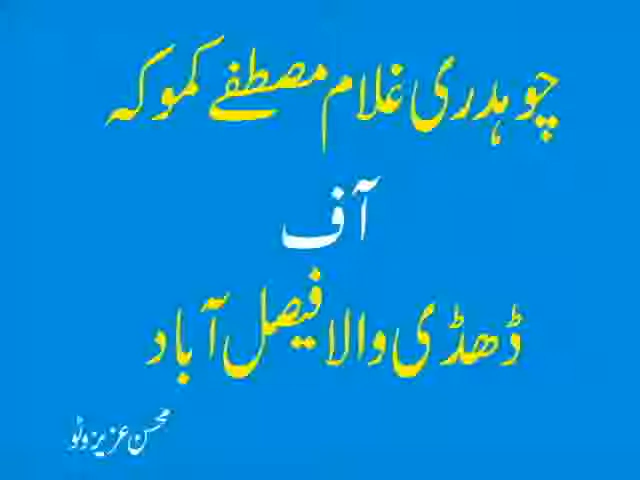 چوہدری غلام مصطفےٰ کموکہ
آف
ڈھڈی والا فیصل آباد
محسن عزیز وٹو